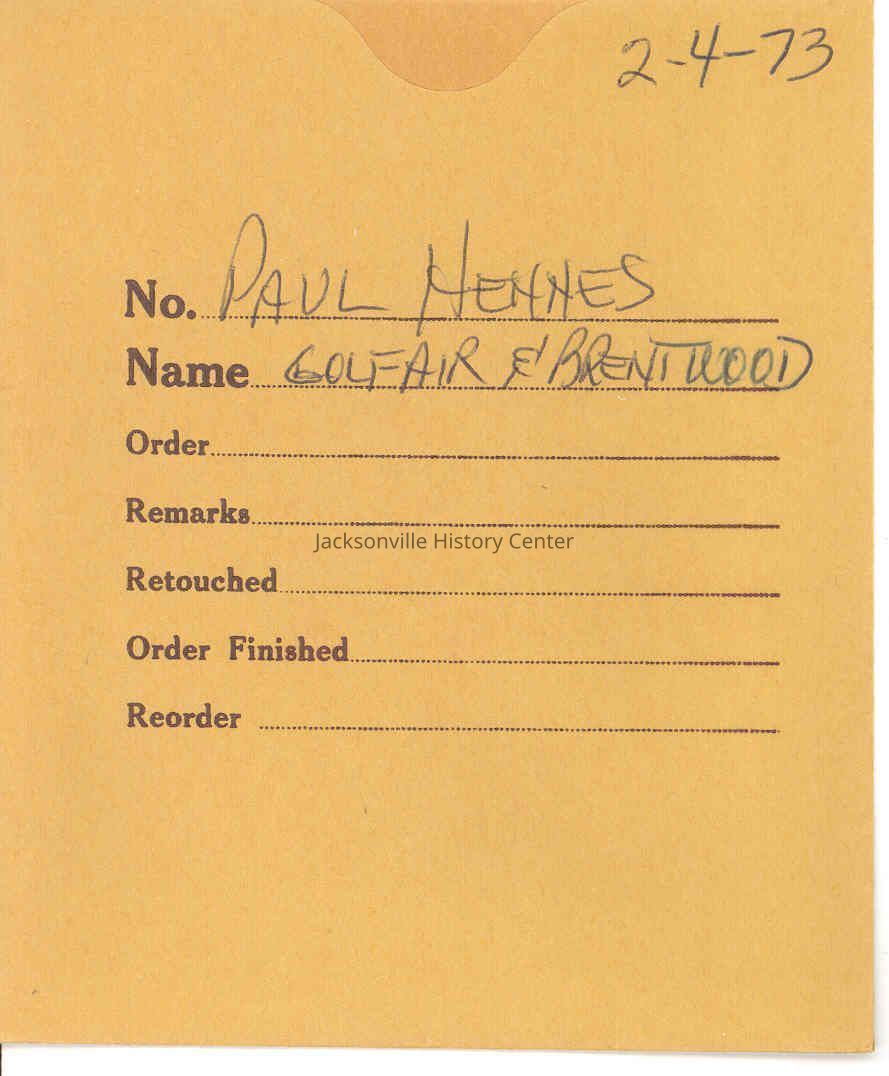 2-4-73
No. PAUL HENNES
Name GOLFAIR & BRENTWOOD
Order
Remarks
Jacksonville History Center
Retouched
Order Finished
Reorder